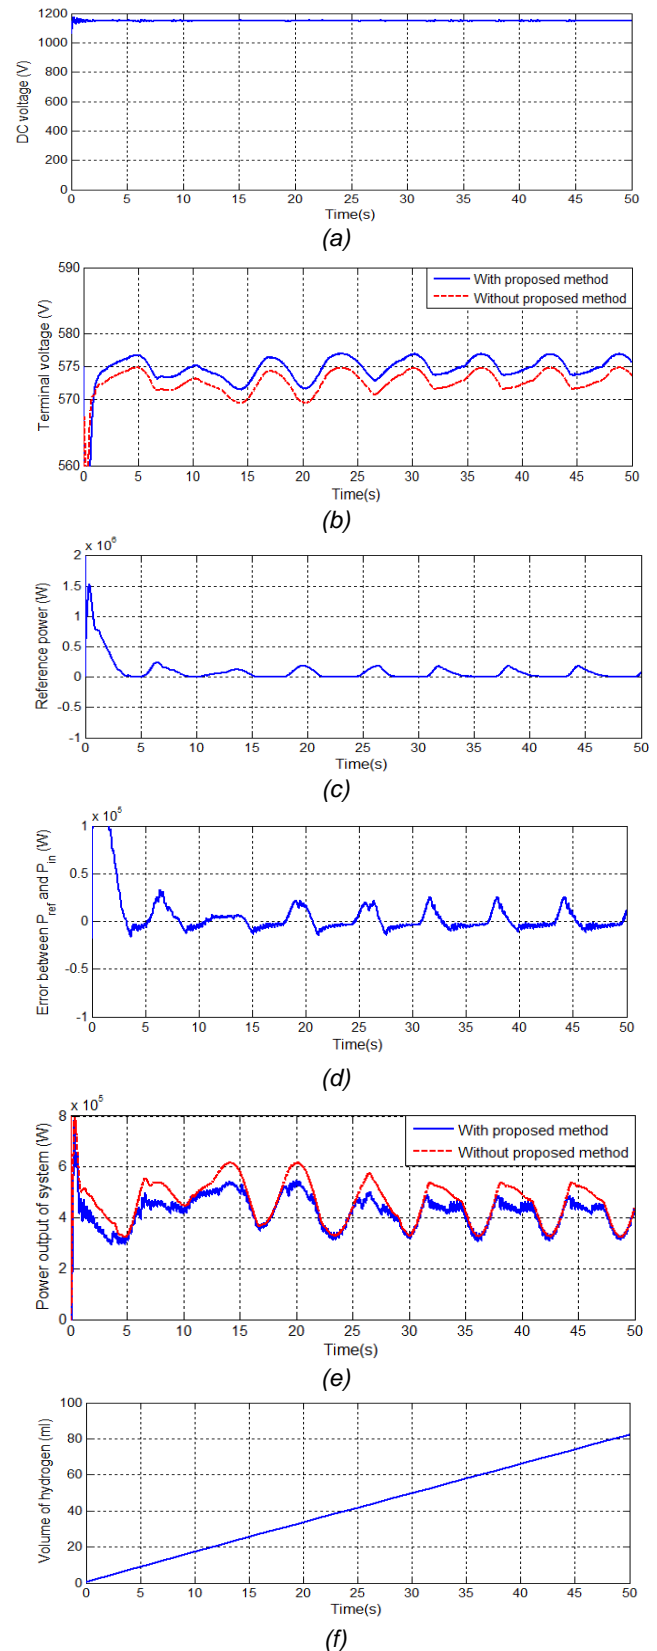 1200
1000
800
600
400
200
0
DC voltage (V)
0 5 10 15 20 25 30 35 40 45 50
Time(s)
(a)
590
580
575
570
560
Terminal voltage (V)
With proposed method
Without proposed method
0 5 10 15 20 25 30 35 40 45 50
Time(s)
(b)
x 10^6
2
1.5
1
0.5
0
-0.5
-1
Reference power (W)
0 5 10 15 20 25 30 35 40 45 50
Time(s)
(c)
x 10^5
1
0.5
0
-0.5
-1
Error between P_ref and P_in (W)
0 5 10 15 20 25 30 35 40 45 50
Time(s)
(d)
x 10^5
8
6
4
2
0
Power output of system (W)
With proposed method
Without proposed method
0 5 10 15 20 25 30 35 40 45 50
Time(s)
(e)
100
80
60
40
20
0
Volume of hydrogen (ml)
0 5 10 15 20 25 30 35 40 45 50
Time(s)
(f)